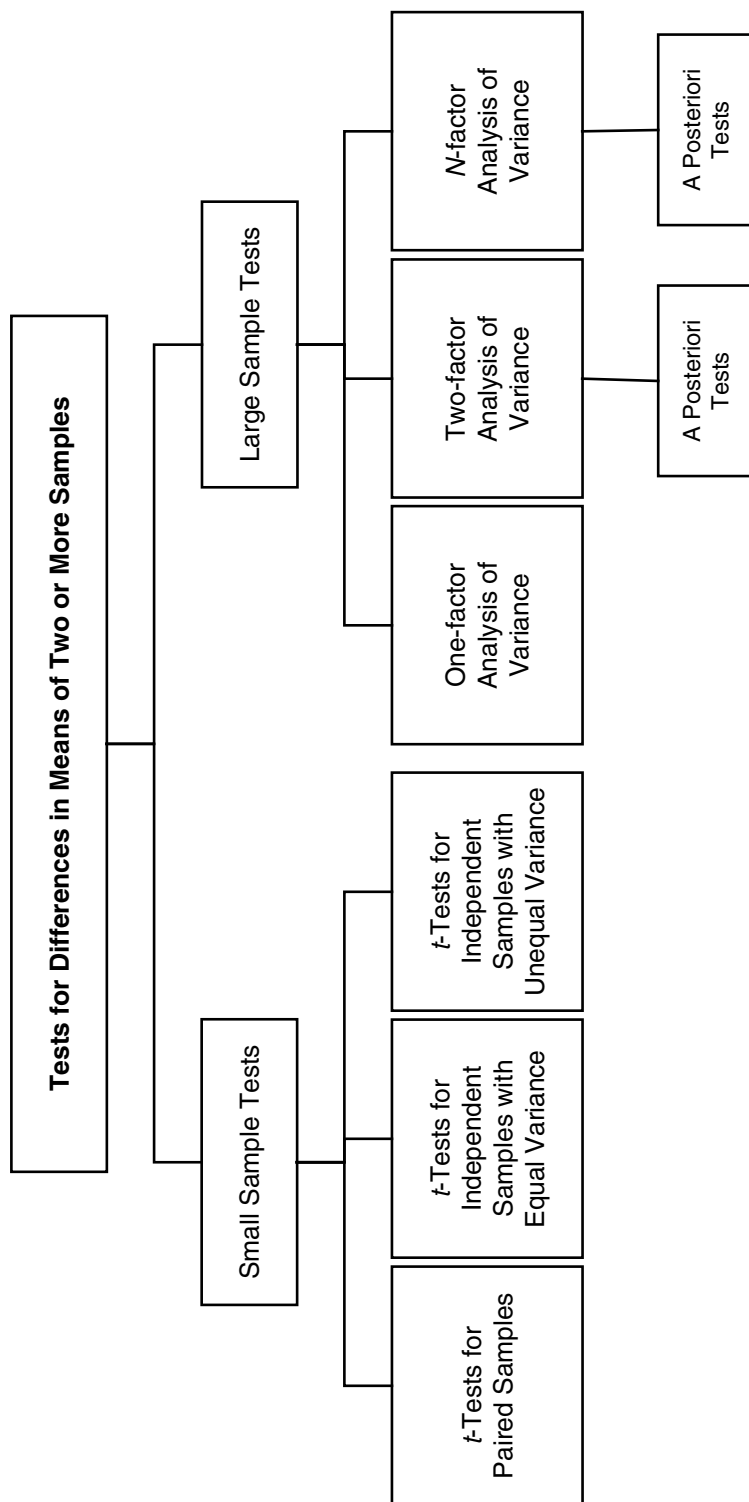 Tests for Differences in Means of Two or More Samples
Small Sample Tests
Large Sample Tests
t-Tests for
Paired Samples
t-Tests for
Independent
Samples with
Equal Variance
t-Tests for
Independent
Samples with
Unequal Variance
One-factor
Analysis of
Variance
Two-factor
Analysis of
Variance
N-factor
Analysis of
Variance
A Posteriori
Tests
A Posteriori
Tests